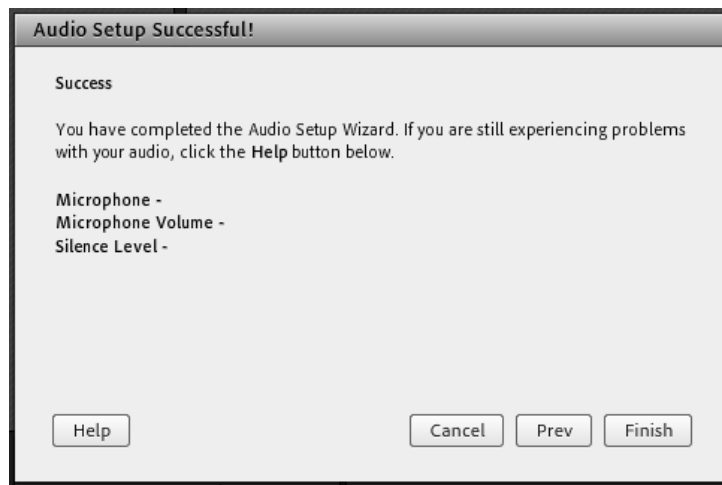 Audio Setup Successful!
Success
You have completed the Audio Setup Wizard. If you are still experiencing problems
with your audio, click the Help button below.
Microphone -
Microphone Volume -
Silence Level -
Help
Cancel
Prev
Finish